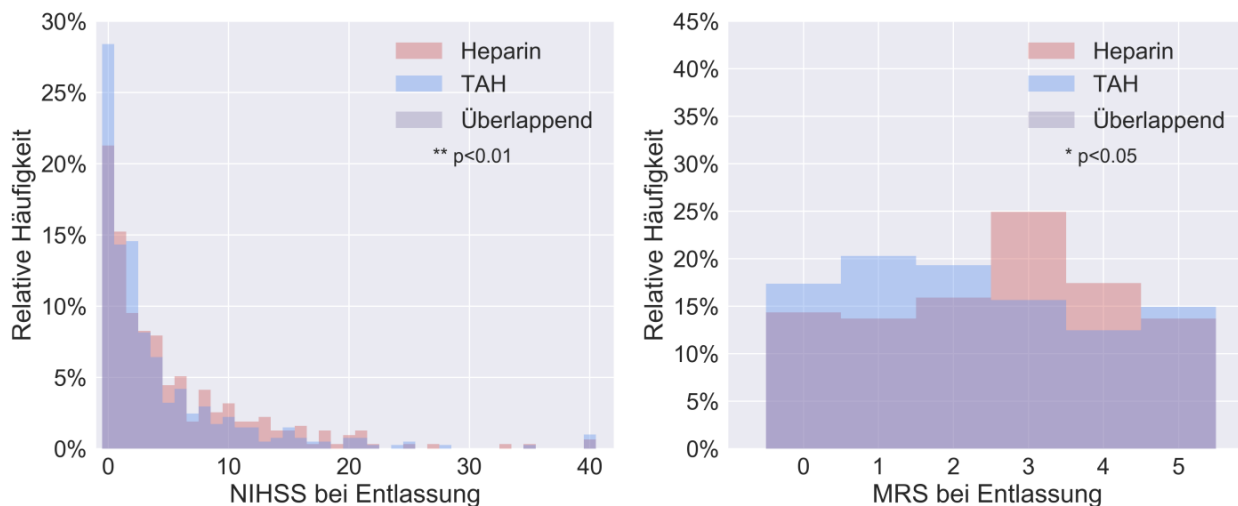 30%
25%
20%
15%
10%
5%
0%
Relative Häufigkeit
Heparin
TAH
Überlappend
** p<0.01
0
10
20
30
40
NIHSS bei Entlassung
45%
40%
35%
30%
25%
20%
15%
10%
5%
0%
Relative Häufigkeit
Heparin
TAH
Überlappend
* p<0.05
0
1
2
3
4
5
MRS bei Entlassung